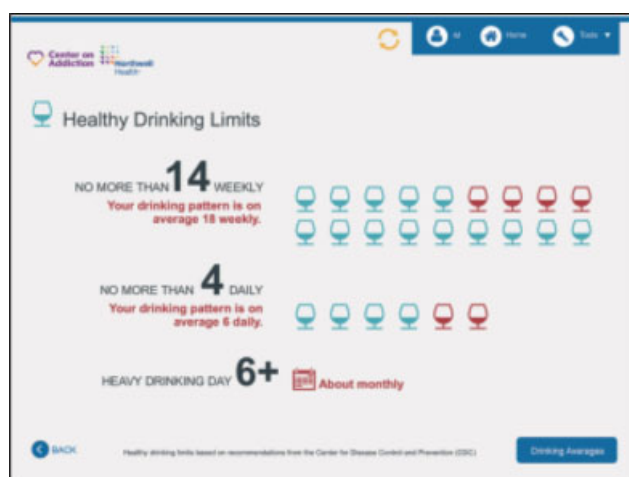 Center on
Addiction
Northwell
Health
Id
Home
Tools
Healthy Drinking Limits
NO MORE THAN 14 WEEKLY
Your drinking pattern is on
average 18 weekly.
NO MORE THAN 4 DAILY
Your drinking pattern is on
average 6 daily.
HEAVY DRINKING DAY 6+
About monthly
BACK
Healthy drinking limits based on recommendations from the Center for Disease Control and Prevention (CDC)
Drinking Averages